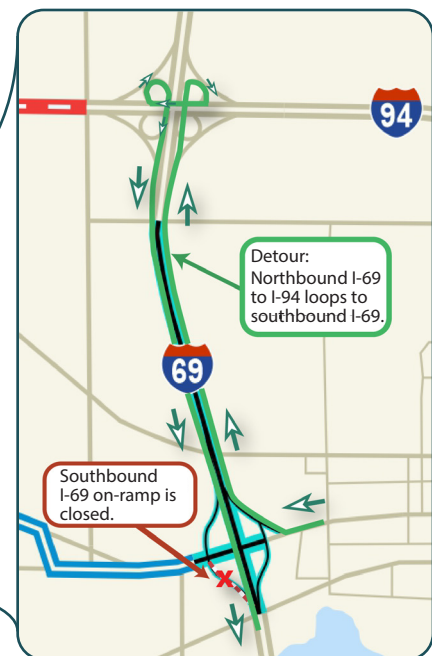 94
Detour:
Northbound I-69
to I-94 loops to
southbound I-69.
69
Southbound
I-69 on-ramp is
closed.
X